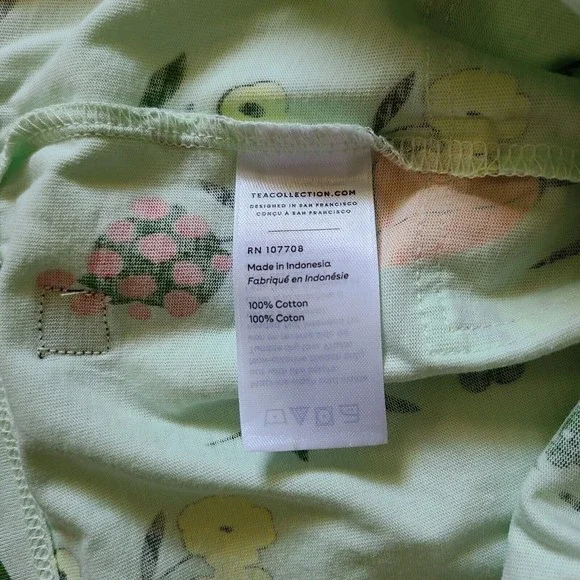 TEACOLLECTION.COM
DESIGNED IN SAN FRANCISCO
CONÇU À SAN FRANCISCO
RN 107708
Made in Indonesia
Fabriqué en Indonésie
100% Cotton
100% Coton